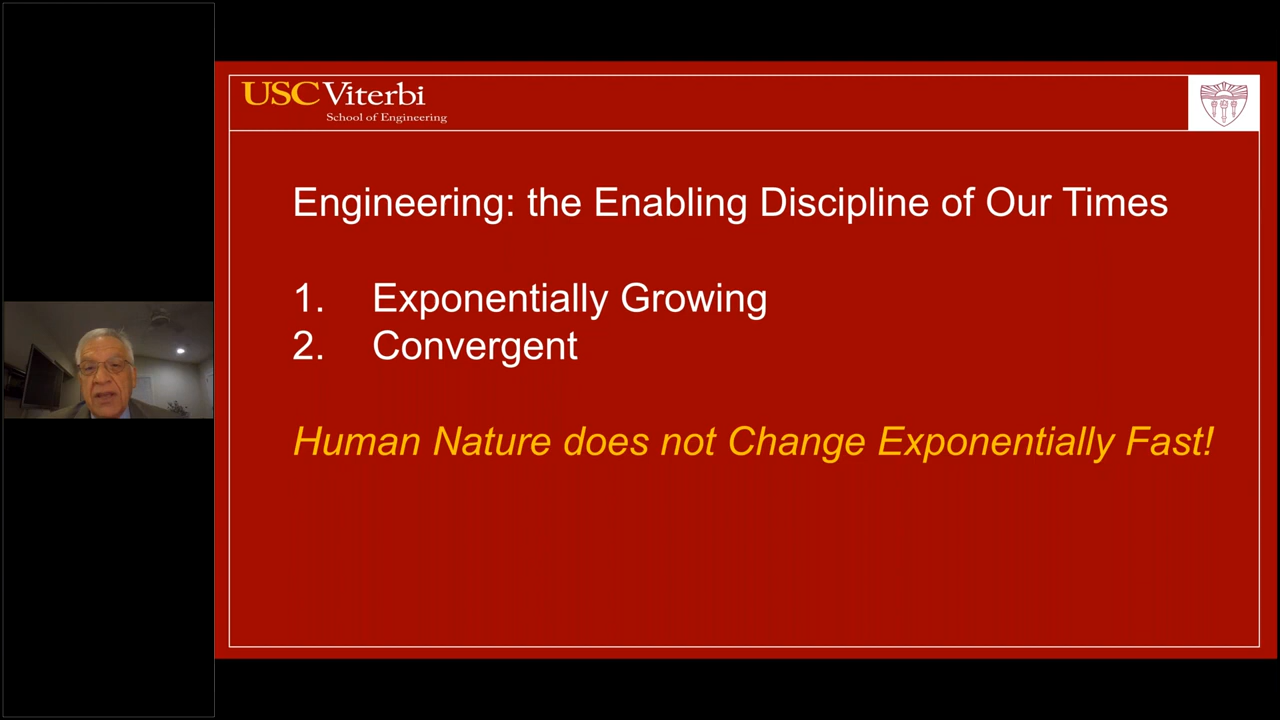 USC Viterbi
School of Engineering
Engineering: the Enabling Discipline of Our Times
1. Exponentially Growing
2. Convergent
Human Nature does not Change Exponentially Fast!